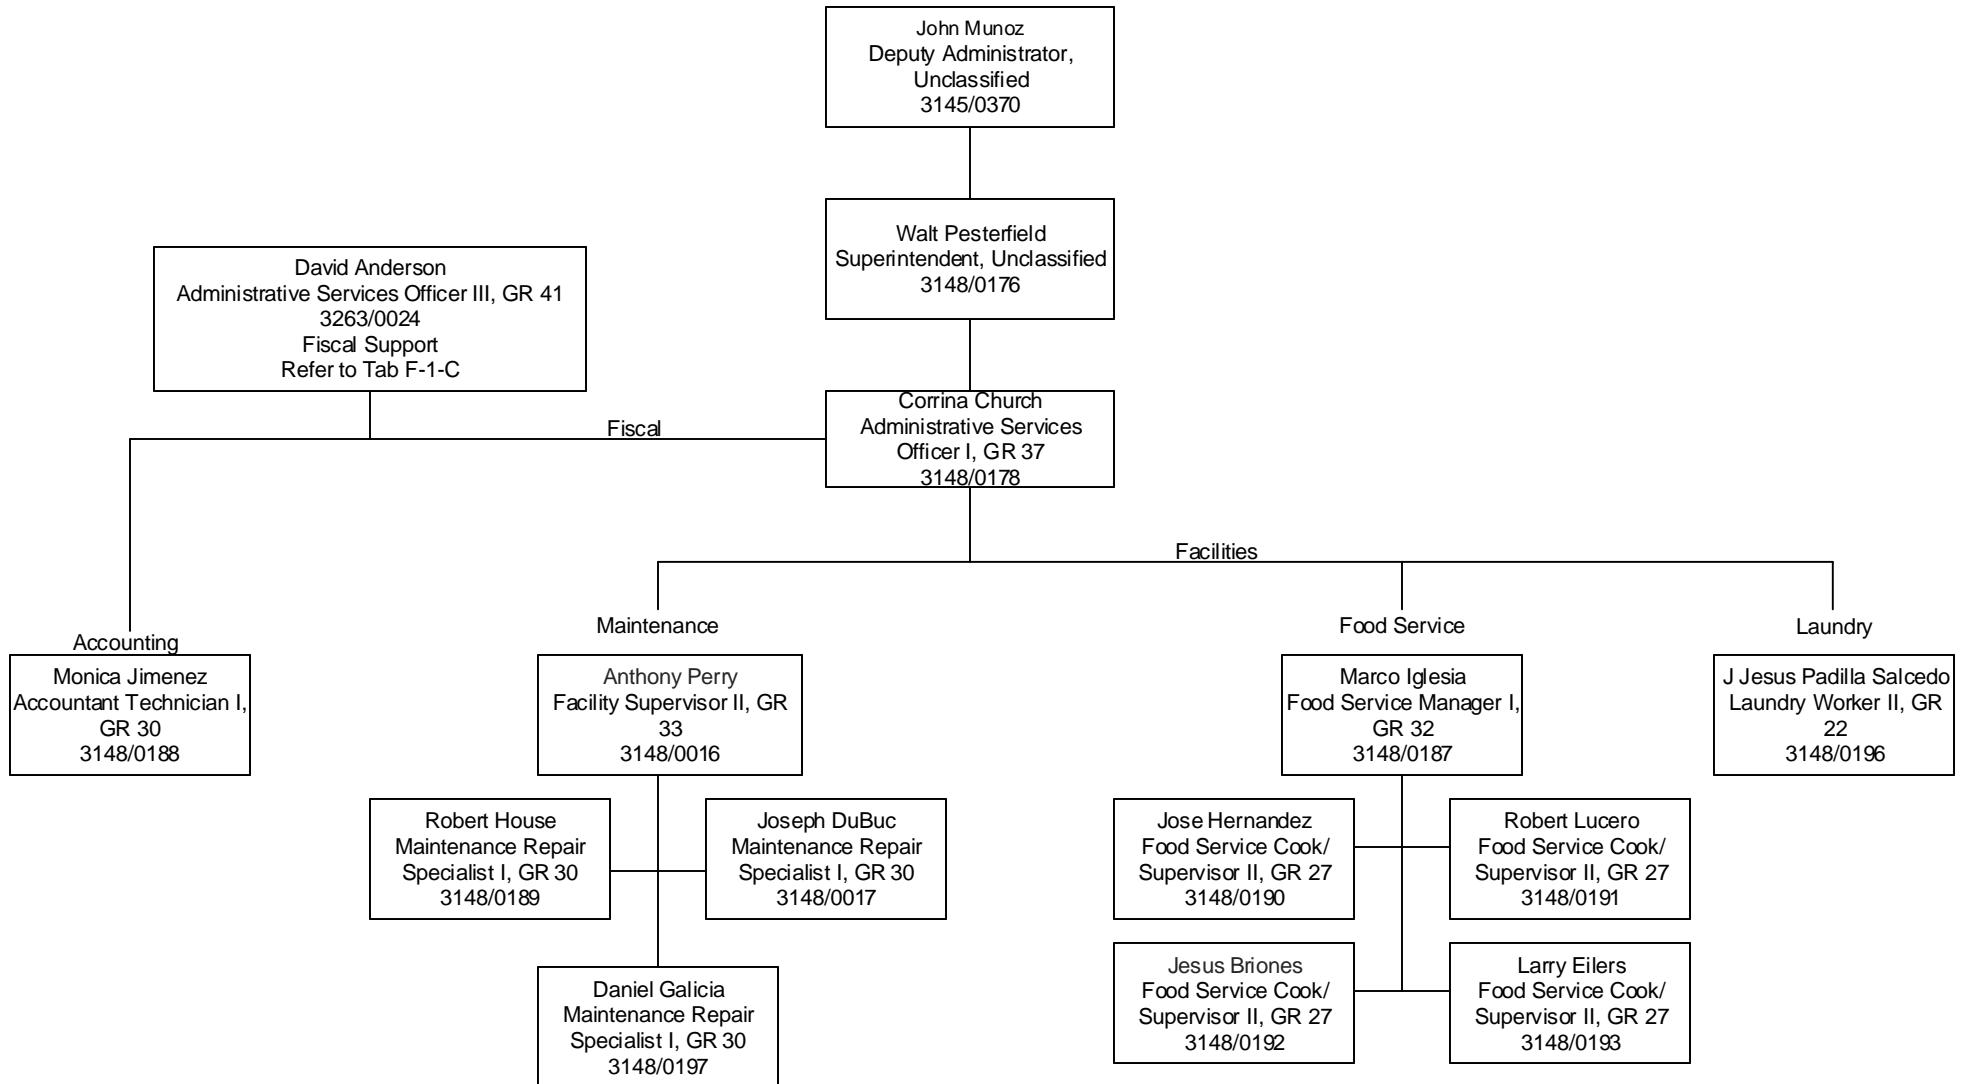 John Munoz
Deputy Administrator,
Unclassified
3145/0370
Walt Pesterfield
Superintendent, Unclassified
3148/0176
David Anderson
Administrative Services Officer III, GR 41
3263/0024
Fiscal Support
Refer to Tab F-1-C
Corrina Church
Administrative Services
Officer I, GR 37
3148/0178
Fiscal
Facilities
Accounting
Monica Jimenez
Accountant Technician I,
GR 30
3148/0188
Maintenance
Anthony Perry
Facility Supervisor II, GR
33
3148/0016
Robert House
Maintenance Repair
Specialist I, GR 30
3148/0189
Joseph DuBuc
Maintenance Repair
Specialist I, GR 30
3148/0017
Daniel Galicia
Maintenance Repair
Specialist I, GR 30
3148/0197
Food Service
Marco Iglesia
Food Service Manager I,
GR 32
3148/0187
Jose Hernandez
Food Service Cook/
Supervisor II, GR 27
3148/0190
Robert Lucero
Food Service Cook/
Supervisor II, GR 27
3148/0191
Jesus Briones
Food Service Cook/
Supervisor II, GR 27
3148/0192
Larry Eilers
Food Service Cook/
Supervisor II, GR 27
3148/0193
Laundry
J Jesus Padilla Salcedo
Laundry Worker II, GR
22
3148/0196